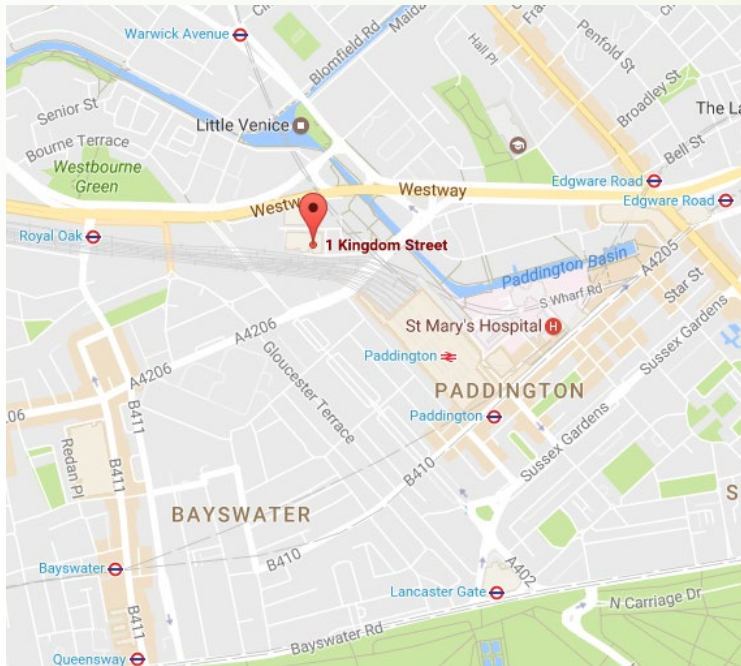 Warwick Avenue
Blomfield Rd
Maida
Hall Pl
Penfold St
Broadley St
Senior St
Little Venice
The La
Bourne Terrace
Bell St
Westbourne
Green
Edgware Road
Westway
Westway
Edgware Road
Royal Oak
1 Kingdom Street
Paddington Basin
A4205
Star St
S Wharf Rd
St Mary's Hospital
H
A4206
Sussex Gardens
Gloucester Terrace
Paddington
A4206
PADDINGTON
B411
Paddington
Redan Pl
B411
B410
Sussex Gardens
BAYSWATER
B410
A402
Bayswater
Lancaster Gate
N Carriage Dr
B411
Bayswater Rd
Queensway